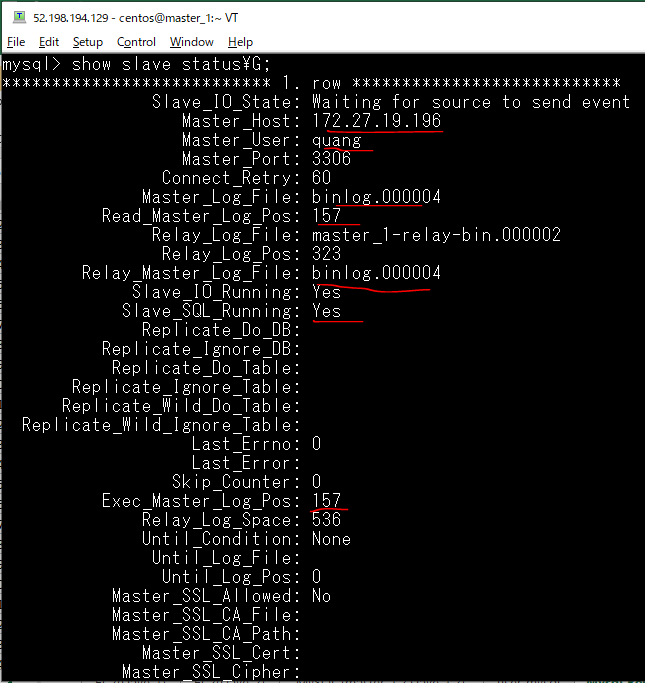 52.198.194.129 - centos@master_1:~ VT
File Edit Setup Control Window Help
mysql> show slave status¥G;
*************************** 1. row ***************************
Slave_IO_State: Waiting for source to send event
Master_Host: 172.27.19.196
Master_User: quang
Master_Port: 3306
Connect_Retry: 60
Master_Log_File: binlog.000004
Read_Master_Log_Pos: 157
Relay_Log_File: master_1-relay-bin.000002
Relay_Log_Pos: 323
Relay_Master_Log_File: binlog.000004
Slave_IO_Running: Yes
Slave_SQL_Running: Yes
Replicate_Do_DB:
Replicate_Ignore_DB:
Replicate_Do_Table:
Replicate_Ignore_Table:
Replicate_Wild_Do_Table:
Replicate_Wild_Ignore_Table:
Last_Errno: 0
Last_Error:
Skip_Counter: 0
Exec_Master_Log_Pos: 157
Relay_Log_Space: 536
Until_Condition: None
Until_Log_File:
Until_Log_Pos: 0
Master_SSL_Allowed: No
Master_SSL_CA_File:
Master_SSL_CA_Path:
Master_SSL_Cert:
Master_SSL_Cipher: